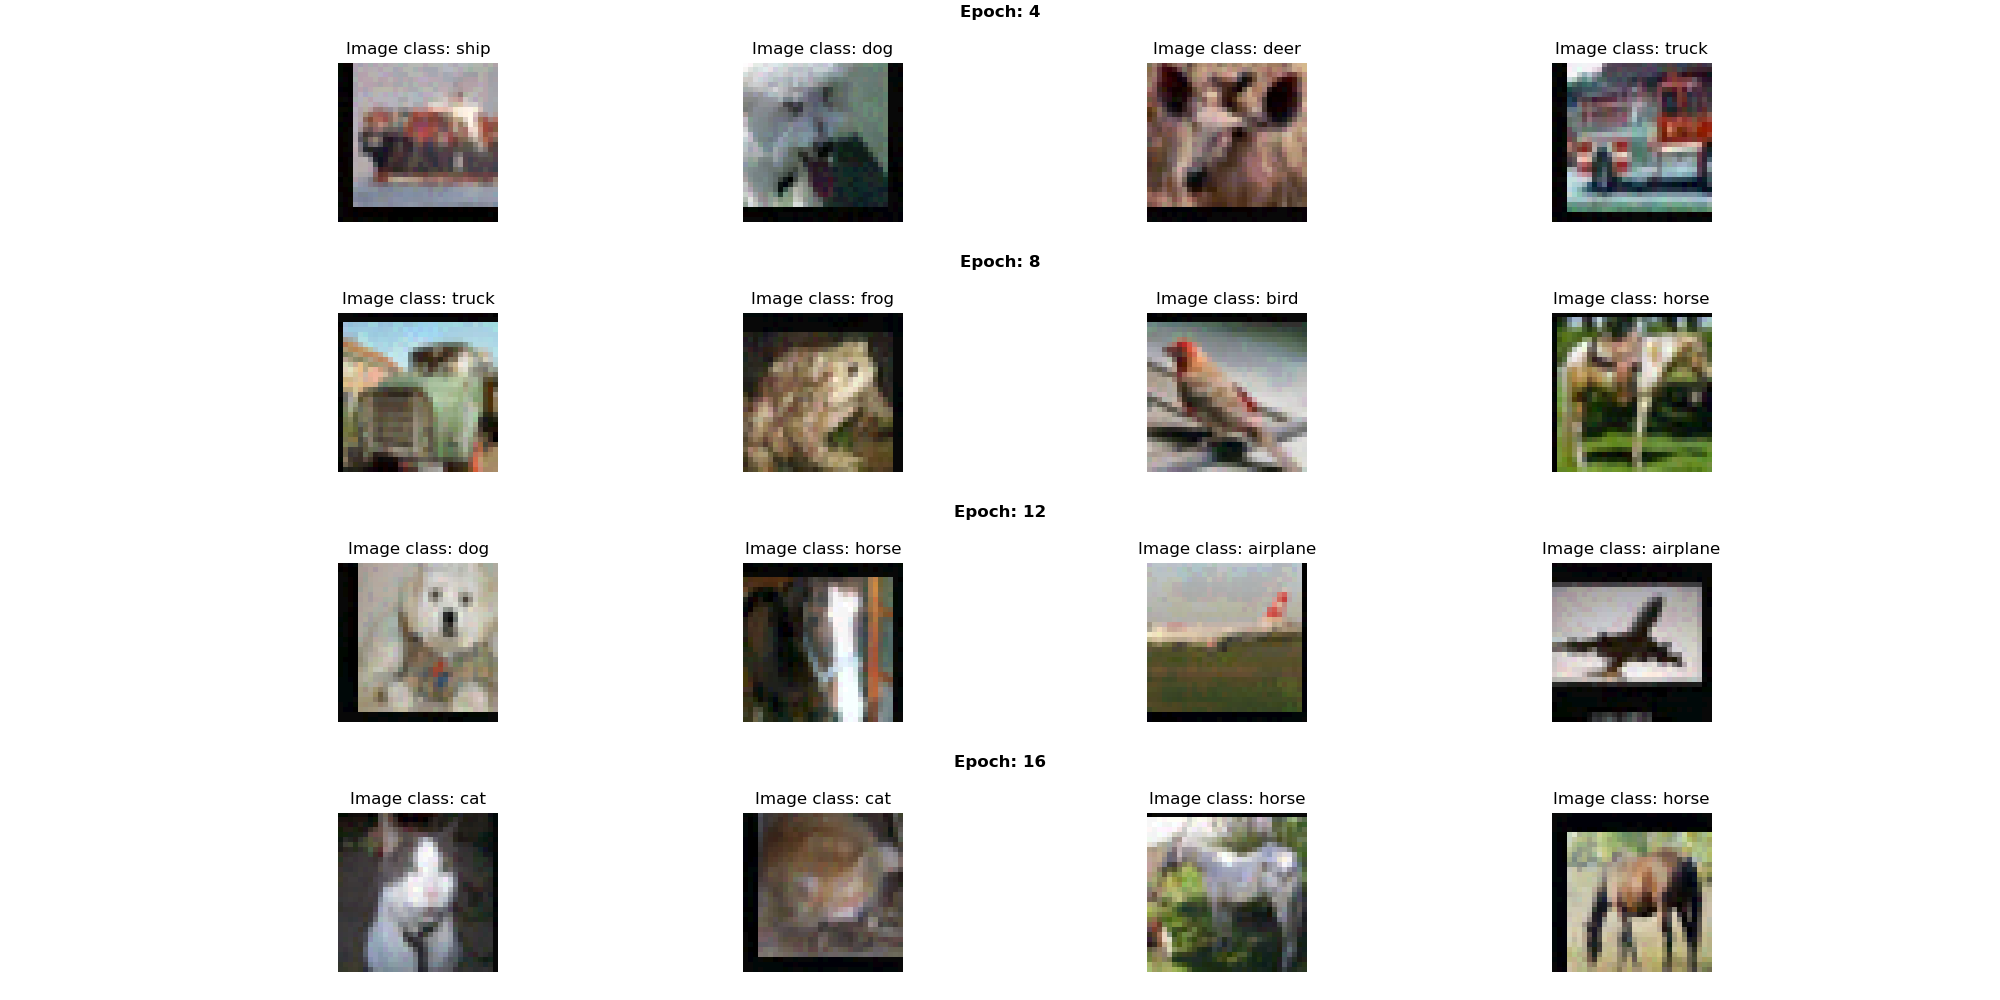 Epoch: 4
Image class: ship
Image class: dog
Image class: deer
Image class: truck
Epoch: 8
Image class: truck
Image class: frog
Image class: bird
Image class: horse
Epoch: 12
Image class: dog
Image class: horse
Image class: airplane
Image class: airplane
Epoch: 16
Image class: cat
Image class: cat
Image class: horse
Image class: horse